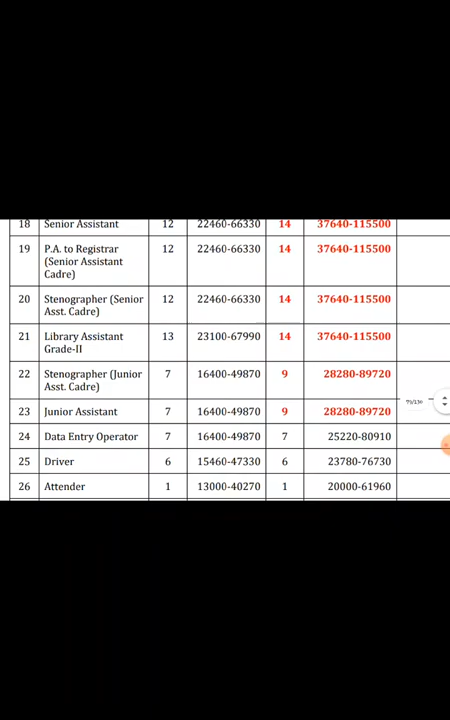 18 Senior Assistant 12 22460-66330 14 37640-115500
19 P.A. to Registrar 12 22460-66330 14 37640-115500
(Senior Assistant
Cadre)
20 Stenographer (Senior 12 22460-66330 14 37640-115500
Asst. Cadre)
21 Library Assistant 13 23100-67990 14 37640-115500
Grade-II
22 Stenographer (Junior 7 16400-49870 9 28280-89720
Asst. Cadre)
23 Junior Assistant 7 16400-49870 9 28280-89720
24 Data Entry Operator 7 16400-49870 7 25220-80910
25 Driver 6 15460-47330 6 23780-76730
26 Attender 1 13000-40270 1 20000-61960